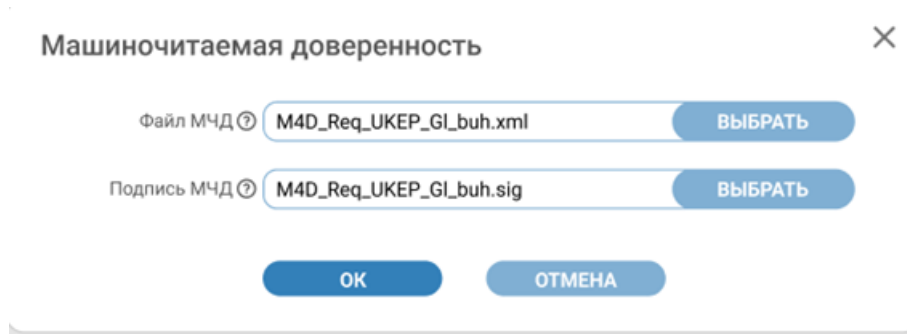 Машиночитаемая доверенность
Файл МЧД ? M4D_Req_UKEP_Gl_buh.xml ВЫБРАТЬ
Подпись МЧД ? M4D_Req_UKEP_Gl_buh.sig ВЫБРАТЬ
ОК ОТМЕНА